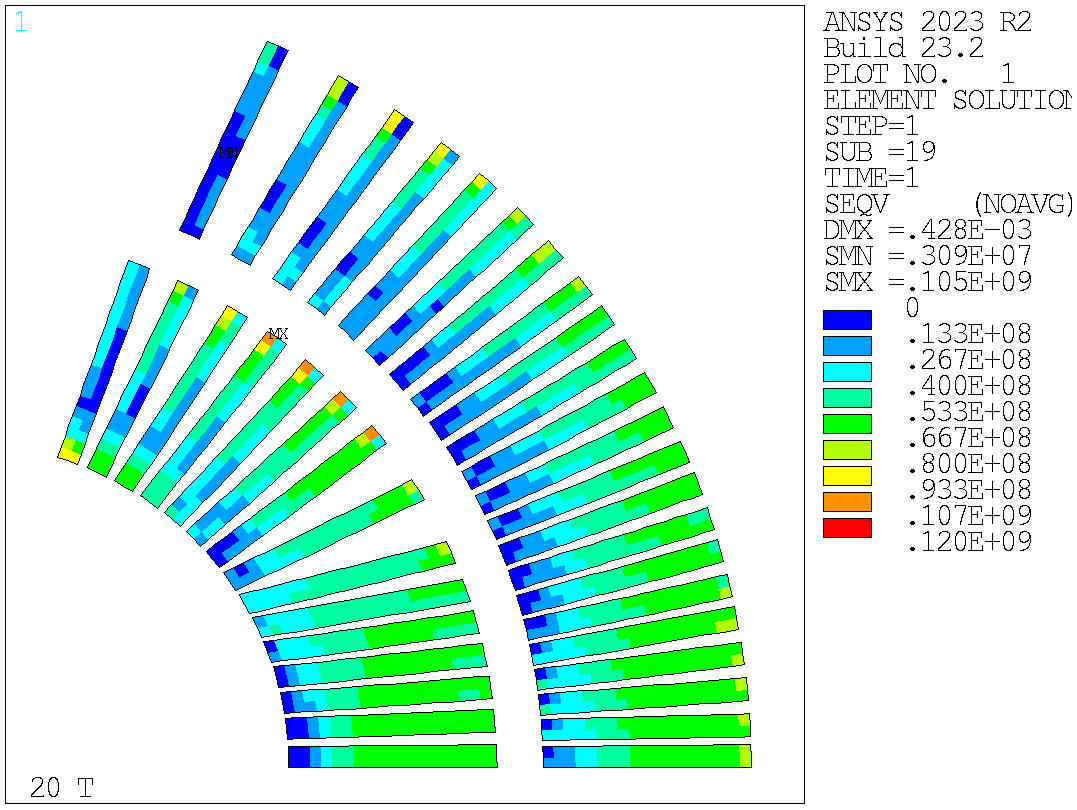 1
ANSYS 2023 R2
Build 23.2
PLOT NO. 1
ELEMENT SOLUTION
STEP=1
SUB =19
TIME=1
SEQV (NOAVG)
DMX =.428E-03
SMN =.309E+07
SMX =.105E+09
0
.133E+08
.267E+08
.400E+08
.533E+08
.667E+08
.800E+08
.933E+08
.107E+09
.120E+09
MN
MX
20 T